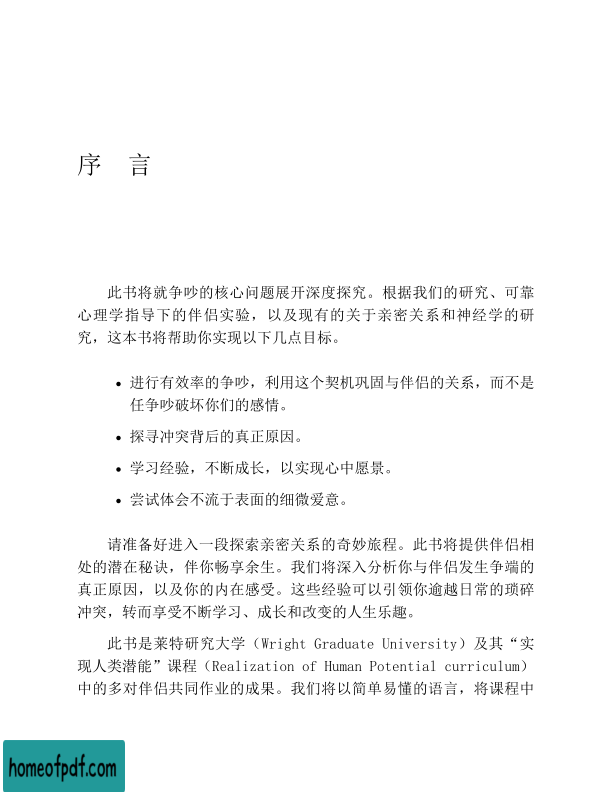 序 言
此书将就争吵的核心问题展开深度探究。根据我们的研究、可靠
心理学指导下的伴侣实验，以及现有的关于亲密关系和神经学的研
究，这本书将帮助你实现以下几点目标。
• 进行有效率的争吵，利用这个契机巩固与伴侣的关系，而不是
任争吵破坏你们的感情。
• 探寻冲突背后的真正原因。
• 学习经验，不断成长，以实现心中愿景。
• 尝试体会不流于表面的细微爱意。
请准备好进入一段探索亲密关系的奇妙旅程。此书将提供伴侣相
处的潜在秘诀，伴你畅享余生。我们将深入分析你与伴侣发生争端的
真正原因，以及你的内在感受。这些经验可以引领你逾越日常的琐碎
冲突，转而享受不断学习、成长和改变的人生乐趣。
此书是莱特研究大学（Wright Graduate University）及其“实
现人类潜能”课程（Realization of Human Potential curriculum）
中的多对伴侣共同作业的成果。我们将以简单易懂的语言，将课程中
homeofpdf.com